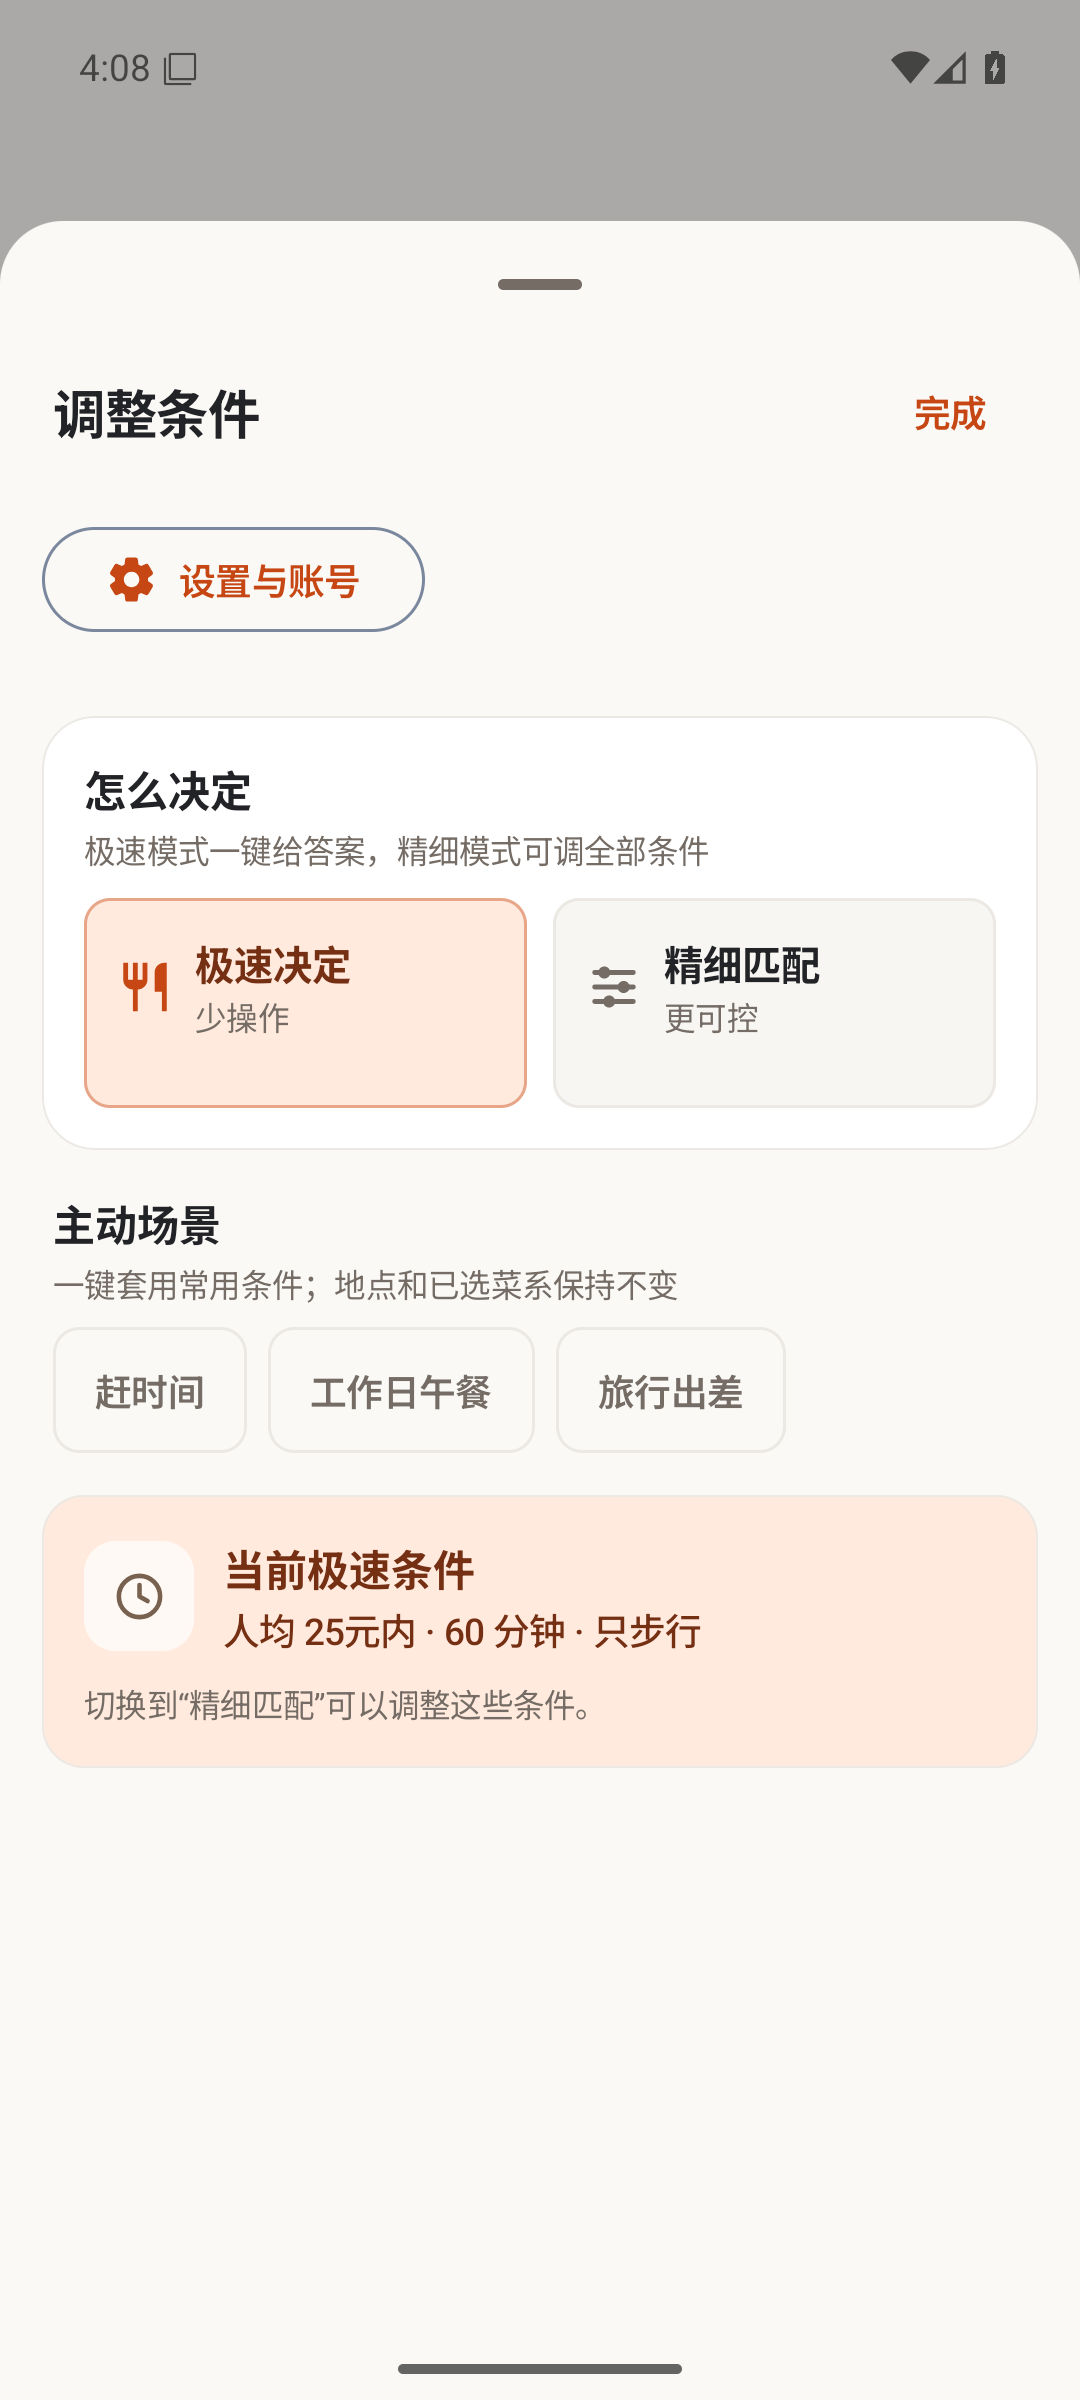 4:08
调整条件
完成
设置与账号
怎么决定
极速模式一键给答案，精细模式可调全部条件
极速决定
少操作
精细匹配
更可控
主动场景
一键套用常用条件；地点和已选菜系保持不变
赶时间
工作日午餐
旅行出差
当前极速条件
人均 25元内 · 60 分钟 · 只步行
切换到“精细匹配”可以调整这些条件。